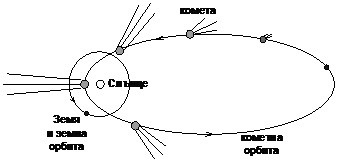 комета
Слънце
Земя
и земна
орбита
кометна
орбита